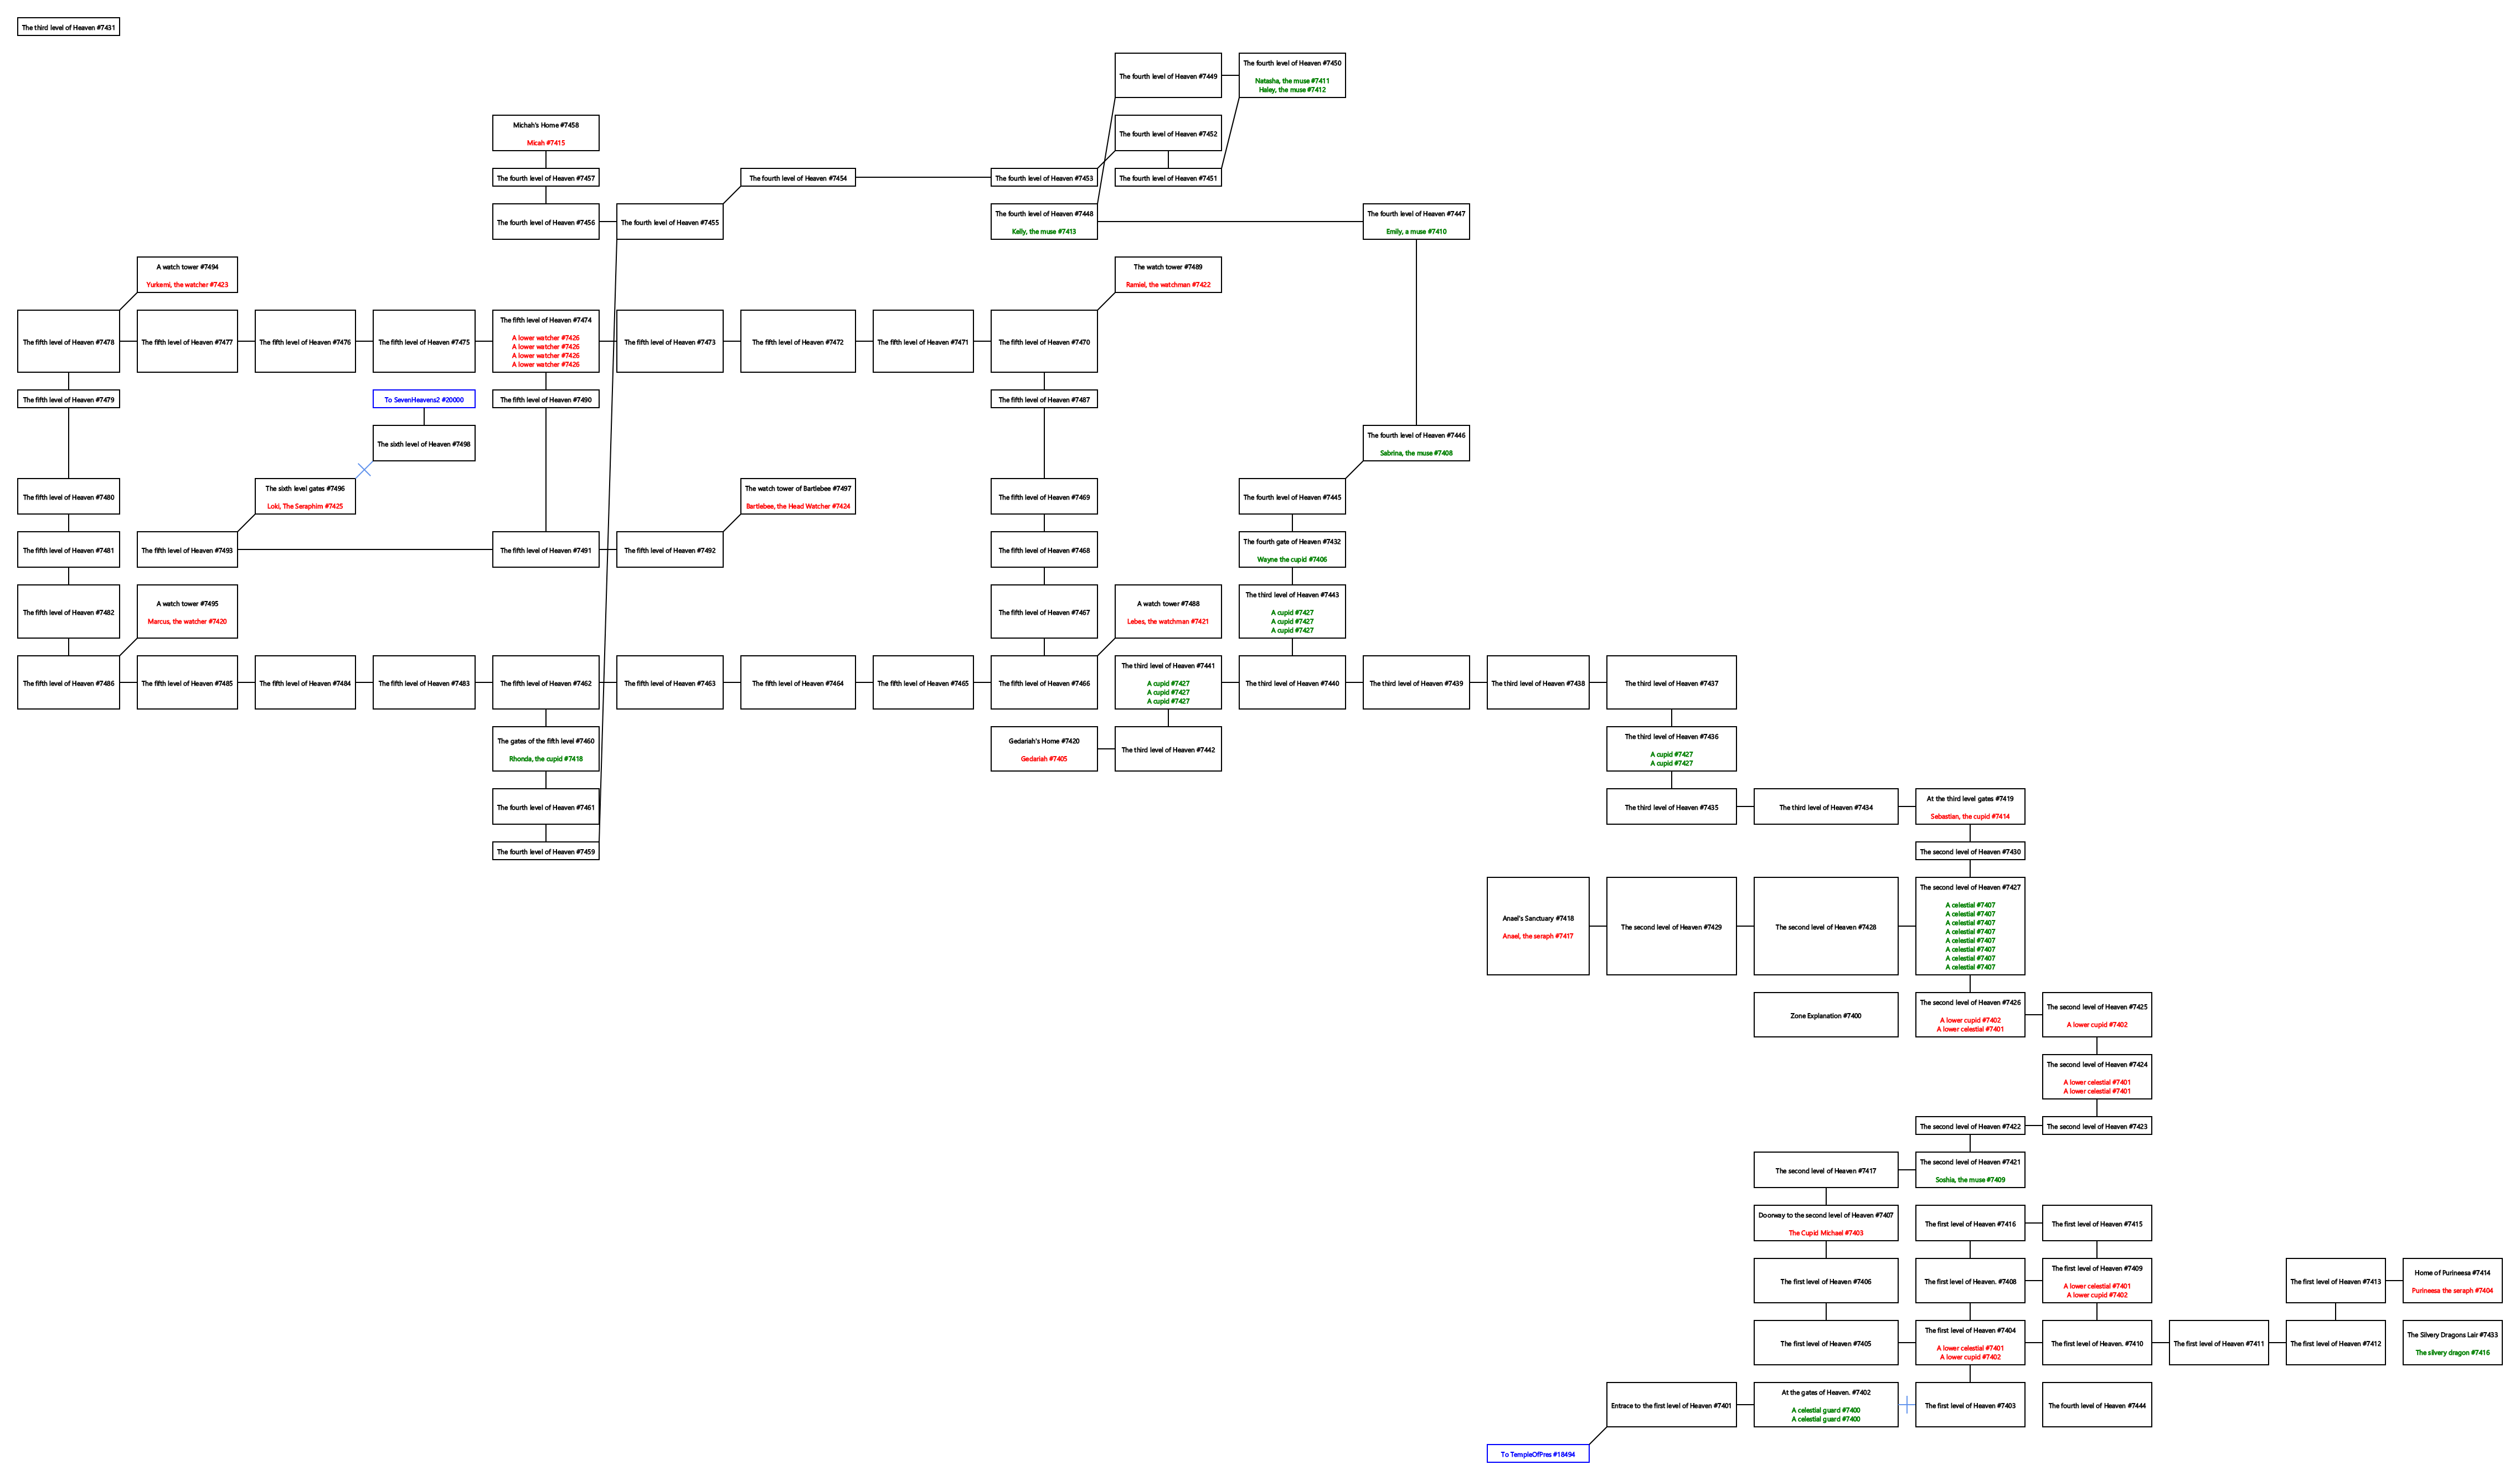 The third level of Heaven #7431
The fourth level of Heaven #7449
The fourth level of Heaven #7450
Natasha, the muse #7411
Haley, the muse #7412
Michah's Home #7458
Micah #7415
The fourth level of Heaven #7452
The fourth level of Heaven #7457
The fourth level of Heaven #7454
The fourth level of Heaven #7453
The fourth level of Heaven #7451
The fourth level of Heaven #7456
The fourth level of Heaven #7455
The fourth level of Heaven #7448
Kelly, the muse #7413
The fourth level of Heaven #7447
Emily, a muse #7410
A watch tower #7494
Yurkemi, the watcher #7423
The watch tower #7489
Ramiel, the watchman #7422
The fifth level of Heaven #7478
The fifth level of Heaven #7477
The fifth level of Heaven #7476
The fifth level of Heaven #7475
The fifth level of Heaven #7474
A lower watcher #7426
A lower watcher #7426
A lower watcher #7426
A lower watcher #7426
The fifth level of Heaven #7473
The fifth level of Heaven #7472
The fifth level of Heaven #7471
The fifth level of Heaven #7470
The fifth level of Heaven #7479
To SevenHeavens2 #20000
The fifth level of Heaven #7490
The fifth level of Heaven #7487
The sixth level of Heaven #7498
The fourth level of Heaven #7446
Sabrina, the muse #7408
The fifth level of Heaven #7480
The sixth level gates #7496
Loki, The Seraphim #7425
The watch tower of Bartlebee #7497
Bartlebee, the Head Watcher #7424
The fifth level of Heaven #7469
The fourth level of Heaven #7445
The fifth level of Heaven #7481
The fifth level of Heaven #7493
The fifth level of Heaven #7491
The fifth level of Heaven #7492
The fifth level of Heaven #7468
The fourth gate of Heaven #7432
Wayne the cupid #7406
The fifth level of Heaven #7482
A watch tower #7495
Marcus, the watcher #7420
The fifth level of Heaven #7467
A watch tower #7488
Lebes, the watchman #7421
The third level of Heaven #7443
A cupid #7427
A cupid #7427
A cupid #7427
The fifth level of Heaven #7486
The fifth level of Heaven #7485
The fifth level of Heaven #7484
The fifth level of Heaven #7483
The fifth level of Heaven #7462
The fifth level of Heaven #7463
The fifth level of Heaven #7464
The fifth level of Heaven #7465
The fifth level of Heaven #7466
The third level of Heaven #7441
A cupid #7427
A cupid #7427
A cupid #7427
The third level of Heaven #7440
The third level of Heaven #7439
The third level of Heaven #7438
The third level of Heaven #7437
The gates of the fifth level #7460
Rhonda, the cupid #7418
Gedariah's Home #7420
Gedariah #7405
The third level of Heaven #7442
The third level of Heaven #7436
A cupid #7427
A cupid #7427
The fourth level of Heaven #7461
The third level of Heaven #7435
The third level of Heaven #7434
At the third level gates #7419
Sebastian, the cupid #7414
The fourth level of Heaven #7459
The second level of Heaven #7430
Anael's Sanctuary #7418
Anael, the seraph #7417
The second level of Heaven #7429
The second level of Heaven #7428
The second level of Heaven #7427
A celestial #7407
A celestial #7407
A celestial #7407
A celestial #7407
A celestial #7407
A celestial #7407
A celestial #7407
A celestial #7407
Zone Explanation #7400
The second level of Heaven #7426
A lower cupid #7402
A lower celestial #7401
The second level of Heaven #7425
A lower cupid #7402
The second level of Heaven #7424
A lower celestial #7401
A lower celestial #7401
The second level of Heaven #7422
The second level of Heaven #7423
The second level of Heaven #7417
The second level of Heaven #7421
Soshia, the muse #7409
Doorway to the second level of Heaven #7407
The Cupid Michael #7403
The first level of Heaven #7416
The first level of Heaven #7415
The first level of Heaven #7406
The first level of Heaven. #7408
The first level of Heaven #7409
A lower celestial #7401
A lower cupid #7402
The first level of Heaven #7413
Home of Purineesa #7414
Purineesa the seraph #7404
The first level of Heaven #7405
The first level of Heaven #7404
A lower celestial #7401
A lower cupid #7402
The first level of Heaven. #7410
The first level of Heaven #7411
The first level of Heaven #7412
The Silvery Dragons Lair #7433
The silvery dragon #7416
Entrace to the first level of Heaven #7401
At the gates of Heaven. #7402
A celestial guard #7400
A celestial guard #7400
The first level of Heaven #7403
The fourth level of Heaven #7444
To TempleOfPres #18494